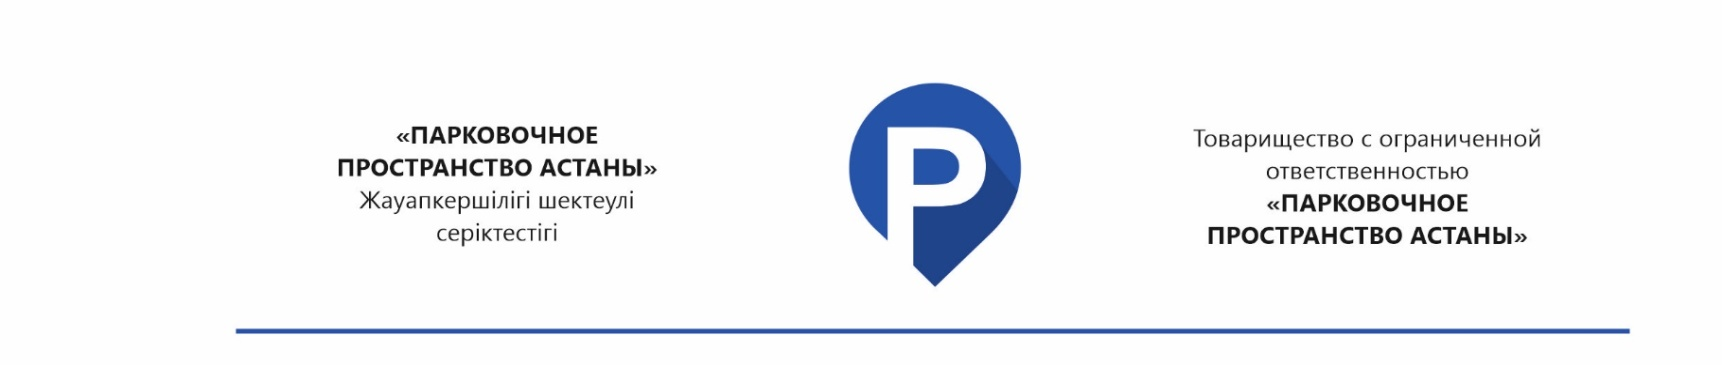 «ПАРКОВОЧНОЕ
ПРОСТРАНСТВО АСТАНЫ»
Жауапкершілігі шектеулі
серіктестігі
P
Товарищество с ограниченной
ответственностью
«ПАРКОВОЧНОЕ
ПРОСТРАНСТВО АСТАНЫ»